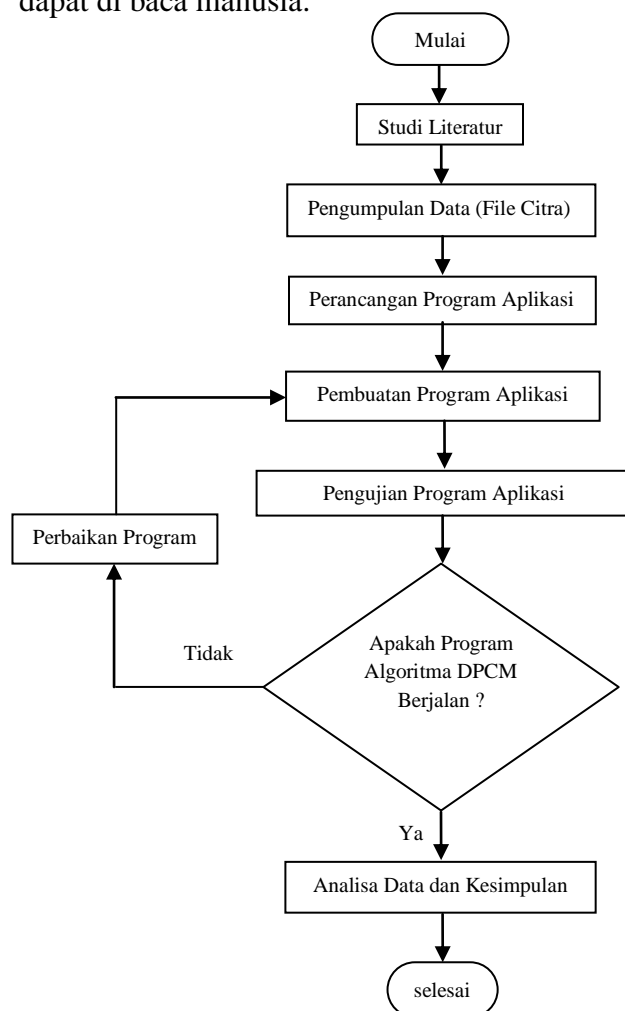 dapat di baca manusia.
Mulai
Studi Literatur
Pengumpulan Data (File Citra)
Perancangan Program Aplikasi
Pembuatan Program Aplikasi
Pengujian Program Aplikasi
Perbaikan Program
Tidak
Apakah Program
Algoritma DPCM
Berjalan ?
Ya
Analisa Data dan Kesimpulan
selesai